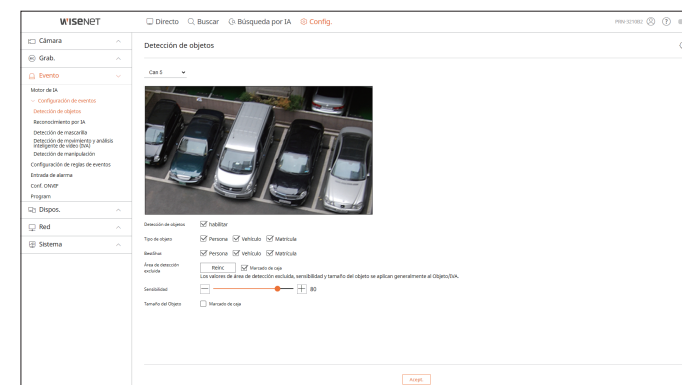 WISENET
Directo
Buscar
Búsqueda por IA
Config.
PRN-3210B2
Cámara
Grab.
Evento
Motor de IA
Configuración de eventos
Detección de objetos
Reconocimiento por IA
Detección de mascarilla
Detección de movimiento y análisis
inteligente de vídeo (IVA)
Detección de manipulación
Configuración de reglas de eventos
Entrada de alarma
Conf. ONVIF
Program
Dispos.
Red
Sistema
Detección de objetos
Can 5
Detección de objetos habilitar
Tipo de objeto Persona Vehículo Matrícula
BestShot Persona Vehículo Matrícula
Área de detección
excluida
Reinc Marcado de caja
Los valores de área de detección excluida, sensibilidad y tamaño del objeto se aplican generalmente al Objeto/IVA.
Sensibilidad 80
Tamaño del Objeto Marcado de caja
Acept.